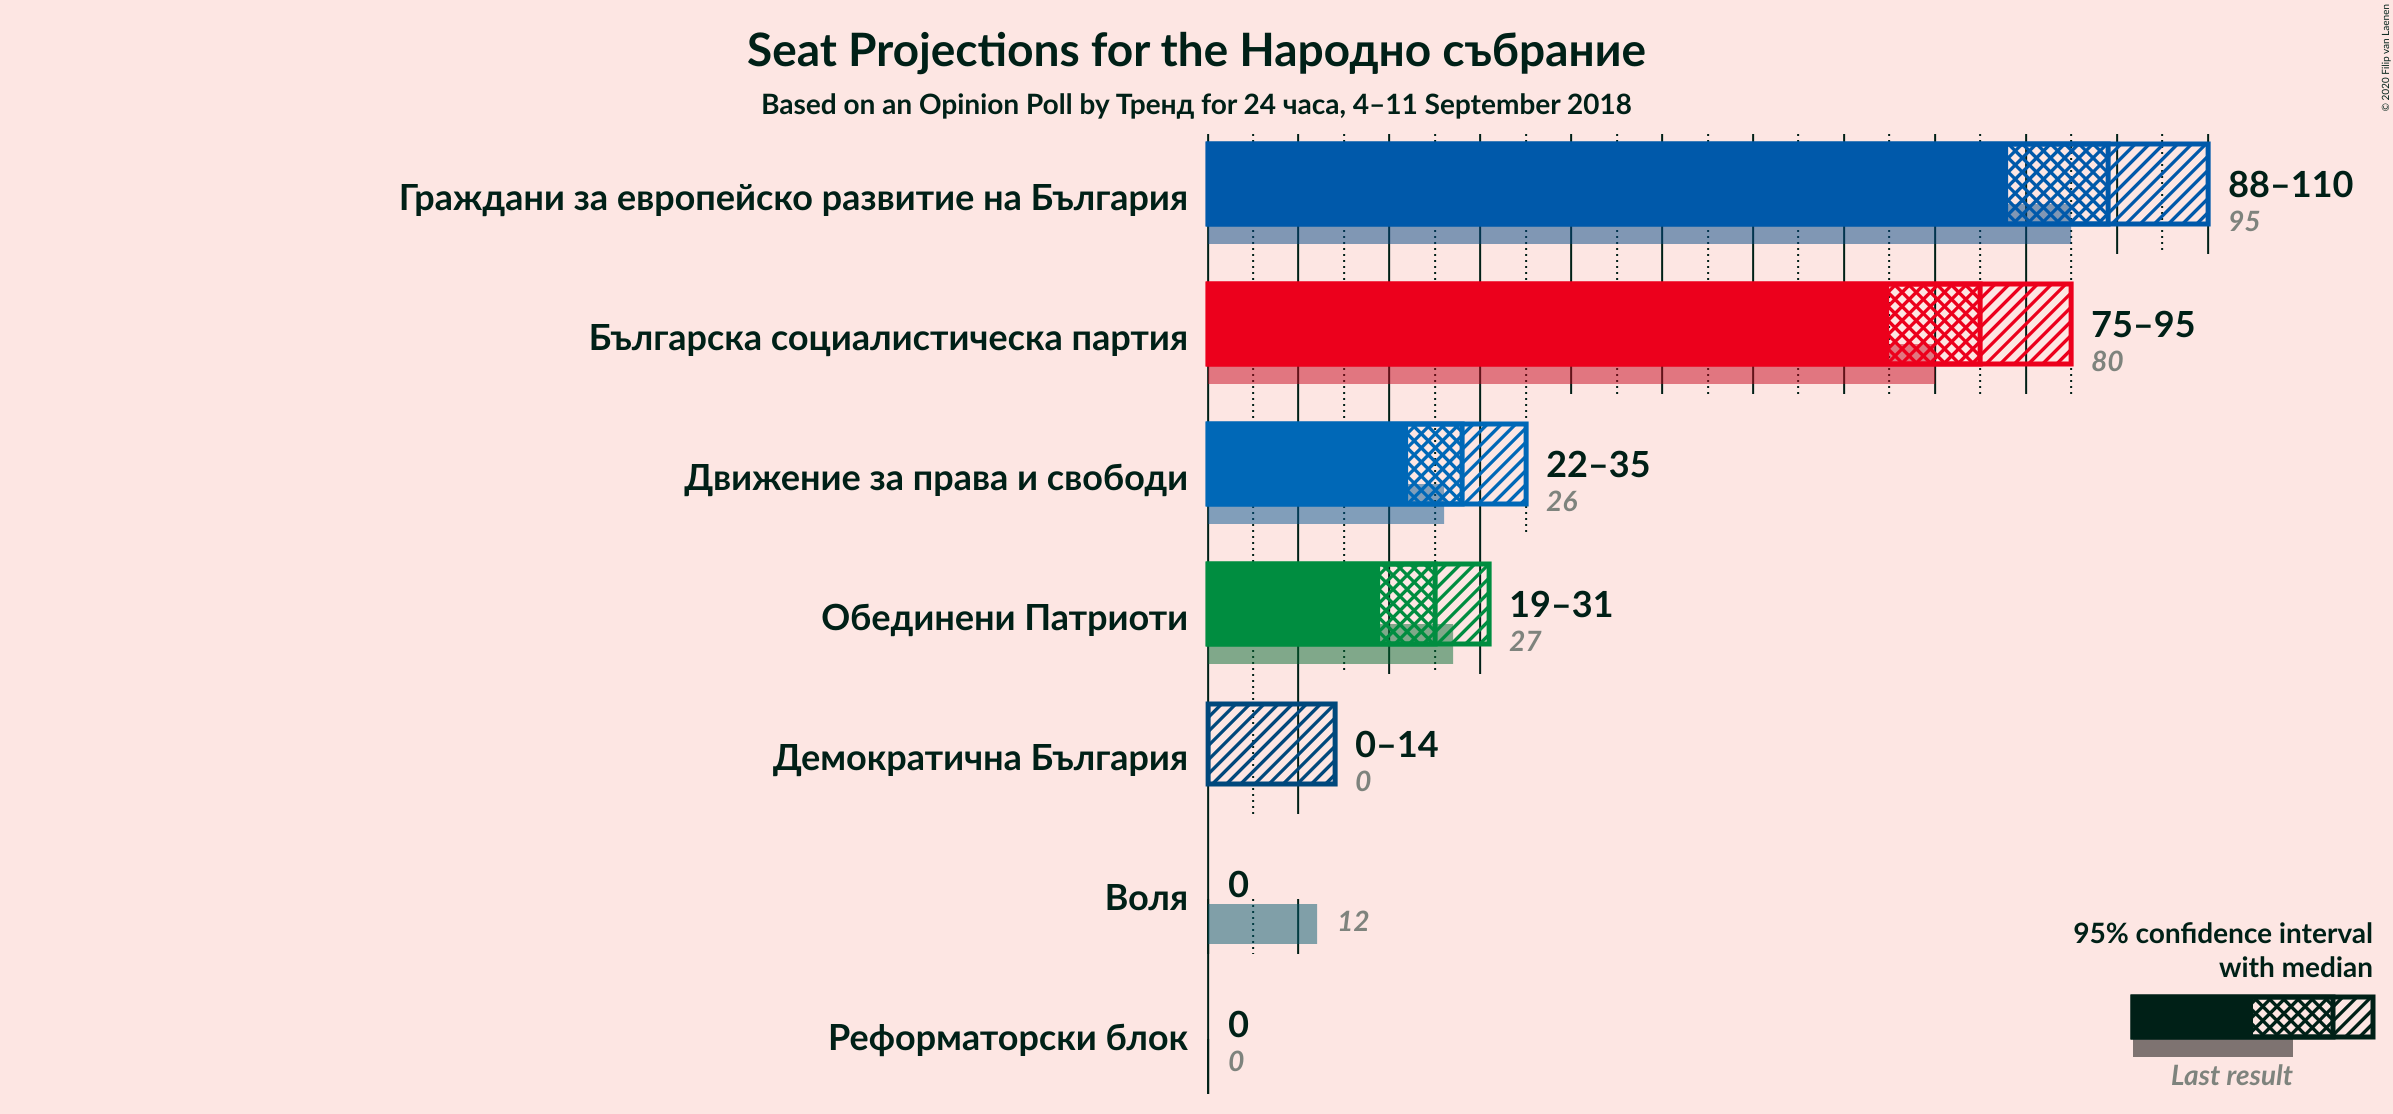 Seat Projections for the Народно събрание
Based on an Opinion Poll by Тренд for 24 часа, 4–11 September 2018
© 2020 Filip van Laenen
Граждани за европейско развитие на България
88–110
95
Българска социалистическа партия
75–95
80
Движение за права и свободи
22–35
26
Обединени Патриоти
19–31
27
Демократична България
0–14
0
Воля
0
12
Реформаторски блок
0
0
95% confidence interval
with median
Last result